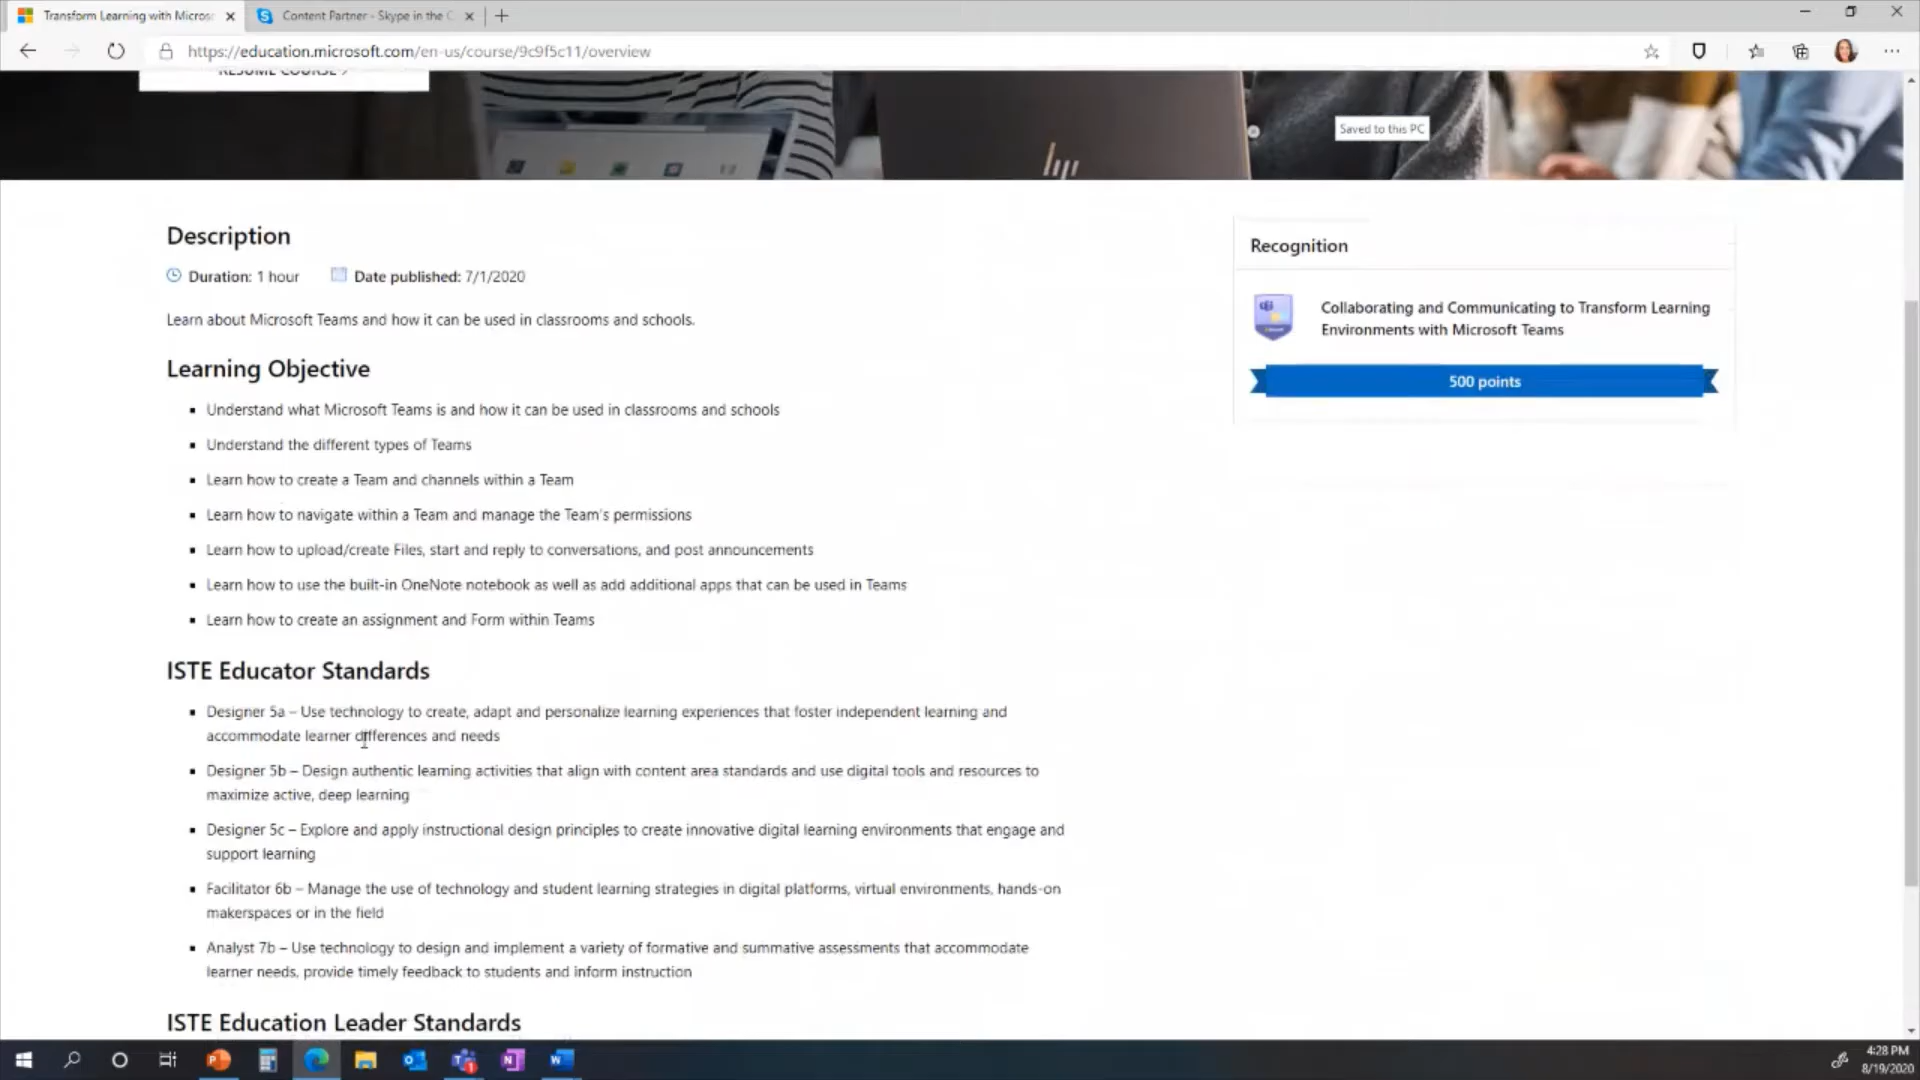 Transform Learning with Micros
Content Partner - Skype in the C
https://education.microsoft.com/en-us/course/9c9f5c11/overview
RESUME COURSE >
hp
Saved to this PC
Description
Duration: 1 hour
Date published: 7/1/2020
Learn about Microsoft Teams and how it can be used in classrooms and schools.
Learning Objective
Understand what Microsoft Teams is and how it can be used in classrooms and schools
Understand the different types of Teams
Learn how to create a Team and channels within a Team
Learn how to navigate within a Team and manage the Team's permissions
Learn how to upload/create Files, start and reply to conversations, and post announcements
Learn how to use the built-in OneNote notebook as well as add additional apps that can be used in Teams
Learn how to create an assignment and Form within Teams
ISTE Educator Standards
Designer 5a – Use technology to create, adapt and personalize learning experiences that foster independent learning and
accommodate learner differences and needs
Designer 5b – Design authentic learning activities that align with content area standards and use digital tools and resources to
maximize active, deep learning
Designer 5c – Explore and apply instructional design principles to create innovative digital learning environments that engage and
support learning
Facilitator 6b – Manage the use of technology and student learning strategies in digital platforms, virtual environments, hands-on
makerspaces or in the field
Analyst 7b – Use technology to design and implement a variety of formative and summative assessments that accommodate
learner needs, provide timely feedback to students and inform instruction
ISTE Education Leader Standards
Recognition
Collaborating and Communicating to Transform Learning
Environments with Microsoft Teams
500 points
4:28 PM
8/19/2020